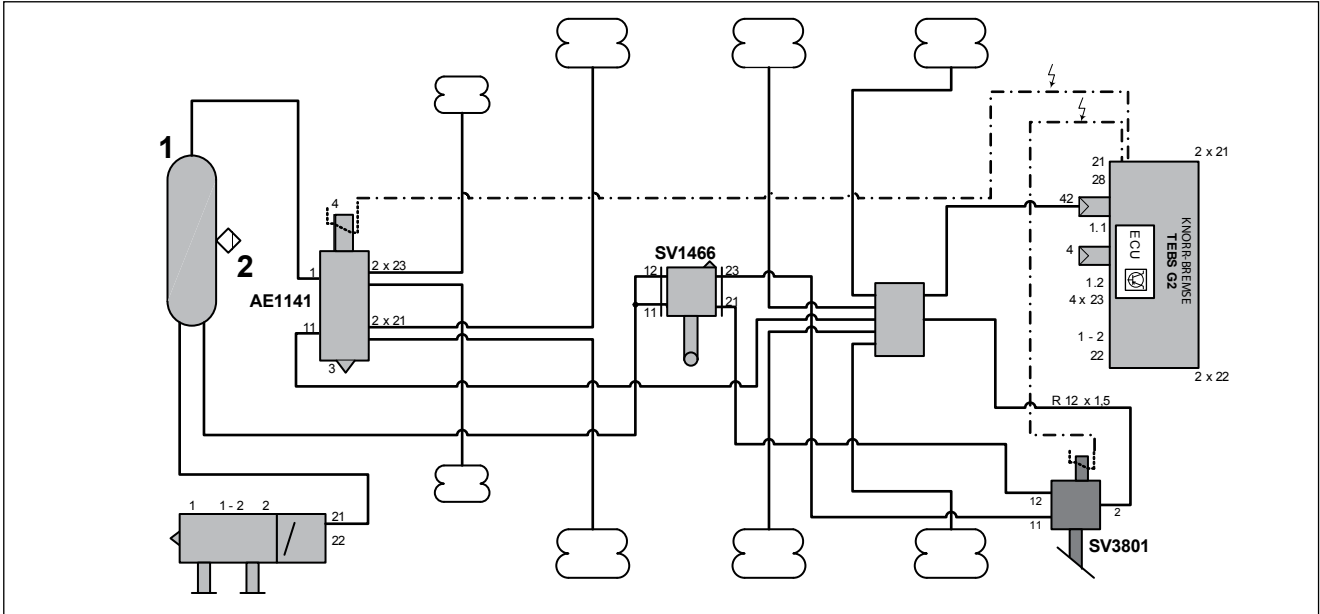 1
2
4
1
2 x 23
AE1141
2 x 21
11
3
SV1466
12
23
11
21
2 x 21
21
28
42
1.1
4
1.2
4 x 23
1 - 2
22
ECU
KNORR-BREMSE
TEBS G2
2 x 22
R 12 x 1,5
12
11
2
SV3801
1
1 - 2
2
21
22